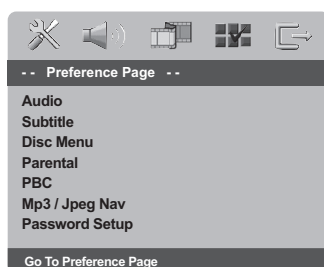 - -  Preference Page  - -
Audio
Subtitle
Disc Menu
Parental
PBC
Mp3 / Jpeg Nav
Password Setup
Go To Preference Page